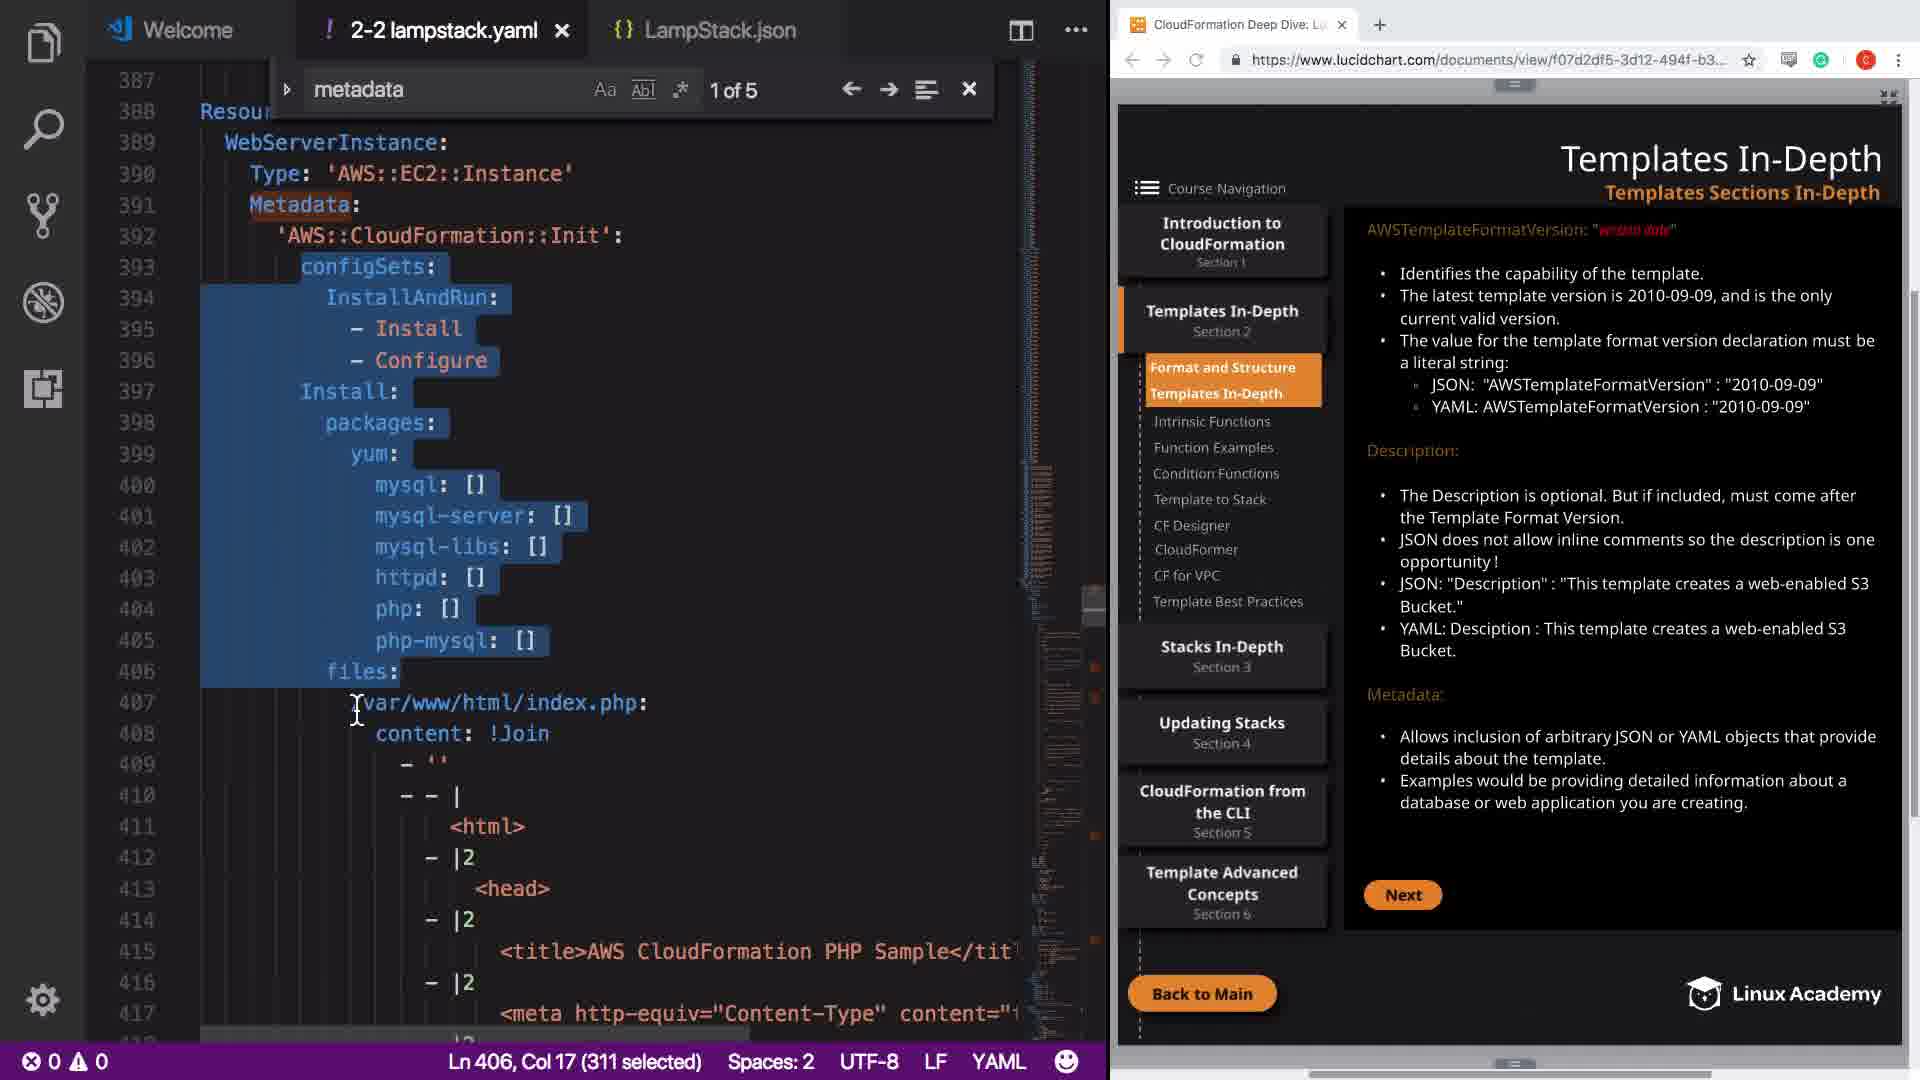 Welcome
2-2 lampstack.yaml
LampStack.json
metadata
Aa
Abl
1 of 5
387
388 Resour
389 WebServerInstance:
390 Type: 'AWS::EC2::Instance'
391 Metadata:
392 'AWS::CloudFormation::Init':
393 configSets:
394 InstallAndRun:
395 - Install
396 - Configure
397 Install:
398 packages:
399 yum:
400 mysql: []
401 mysql-server: []
402 mysql-libs: []
403 httpd: []
404 php: []
405 php-mysql: []
406 files:
407 /var/www/html/index.php:
408 content: !Join
409 - ''
410 - - |
411 <html>
412 - |2
413 <head>
414 - |2
415 <title>AWS CloudFormation PHP Sample</titl
416 - |2
417 <meta http-equiv="Content-Type" content="t
0 0
Ln 406, Col 17 (311 selected)
Spaces: 2
UTF-8
LF
YAML
CloudFormation Deep Dive: Lu
https://www.lucidchart.com/documents/view/f07d2df5-3d12-494f-b3...
C
Templates In-Depth
Templates Sections In-Depth
Course Navigation
Introduction to
CloudFormation
Section 1
Templates In-Depth
Section 2
Format and Structure
Templates In-Depth
Intrinsic Functions
Function Examples
Condition Functions
Template to Stack
CF Designer
CloudFormer
CF for VPC
Template Best Practices
Stacks In-Depth
Section 3
Updating Stacks
Section 4
CloudFormation from
the CLI
Section 5
Template Advanced
Concepts
Section 6
Back to Main
AWSTemplateFormatVersion: "version date"
• Identifies the capability of the template.
• The latest template version is 2010-09-09, and is the only
current valid version.
• The value for the template format version declaration must be
a literal string:
◦ JSON: "AWSTemplateFormatVersion" : "2010-09-09"
◦ YAML: AWSTemplateFormatVersion : "2010-09-09"
Description:
• The Description is optional. But if included, must come after
the Template Format Version.
• JSON does not allow inline comments so the description is one
opportunity!
• JSON: "Description" : "This template creates a web-enabled S3
Bucket."
• YAML: Desciption : This template creates a web-enabled S3
Bucket.
Metadata:
• Allows inclusion of arbitrary JSON or YAML objects that provide
details about the template.
• Examples would be providing detailed information about a
database or web application you are creating.
Next
Linux Academy